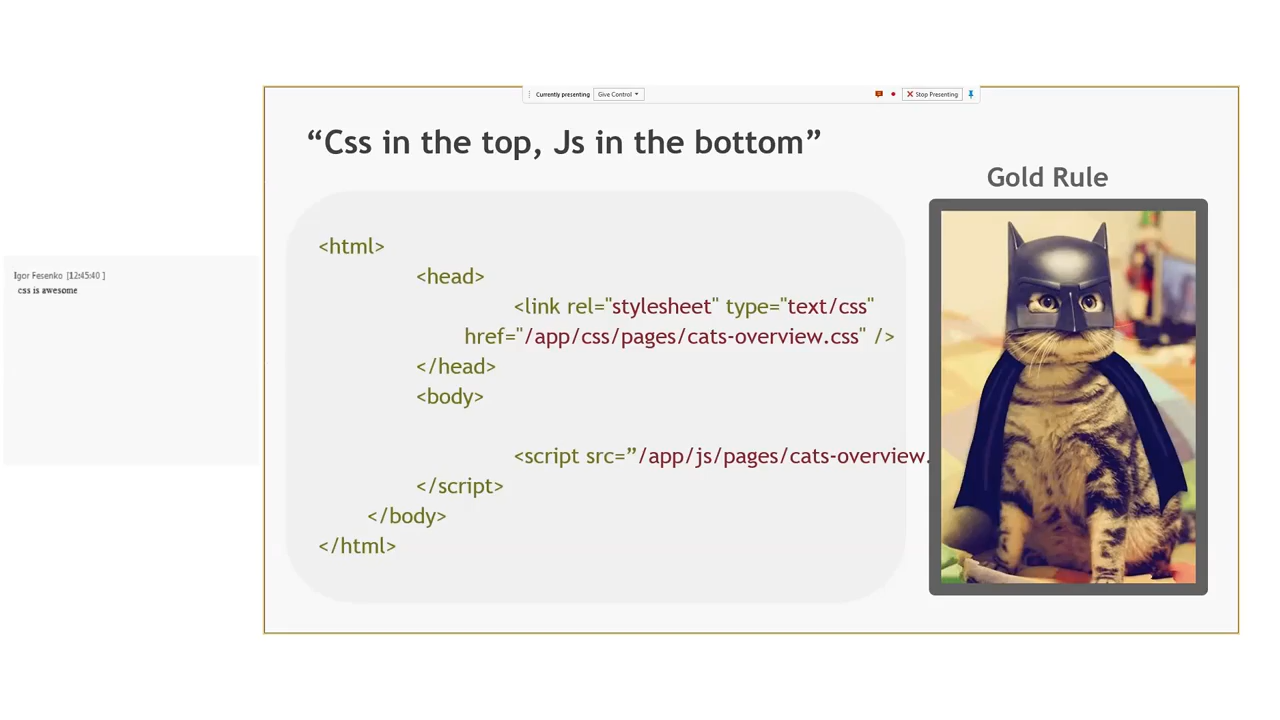 Currently presenting
Give Control
Stop Presenting
“Css in the top, Js in the bottom”
Gold Rule
<html>
<head>
<link rel="stylesheet" type="text/css"
href="/app/css/pages/cats-overview.css" />
</head>
<body>
<script src=”/app/js/pages/cats-overview.
</script>
</body>
</html>
Igor Fesenko [12:45:40 ]
css is awesome